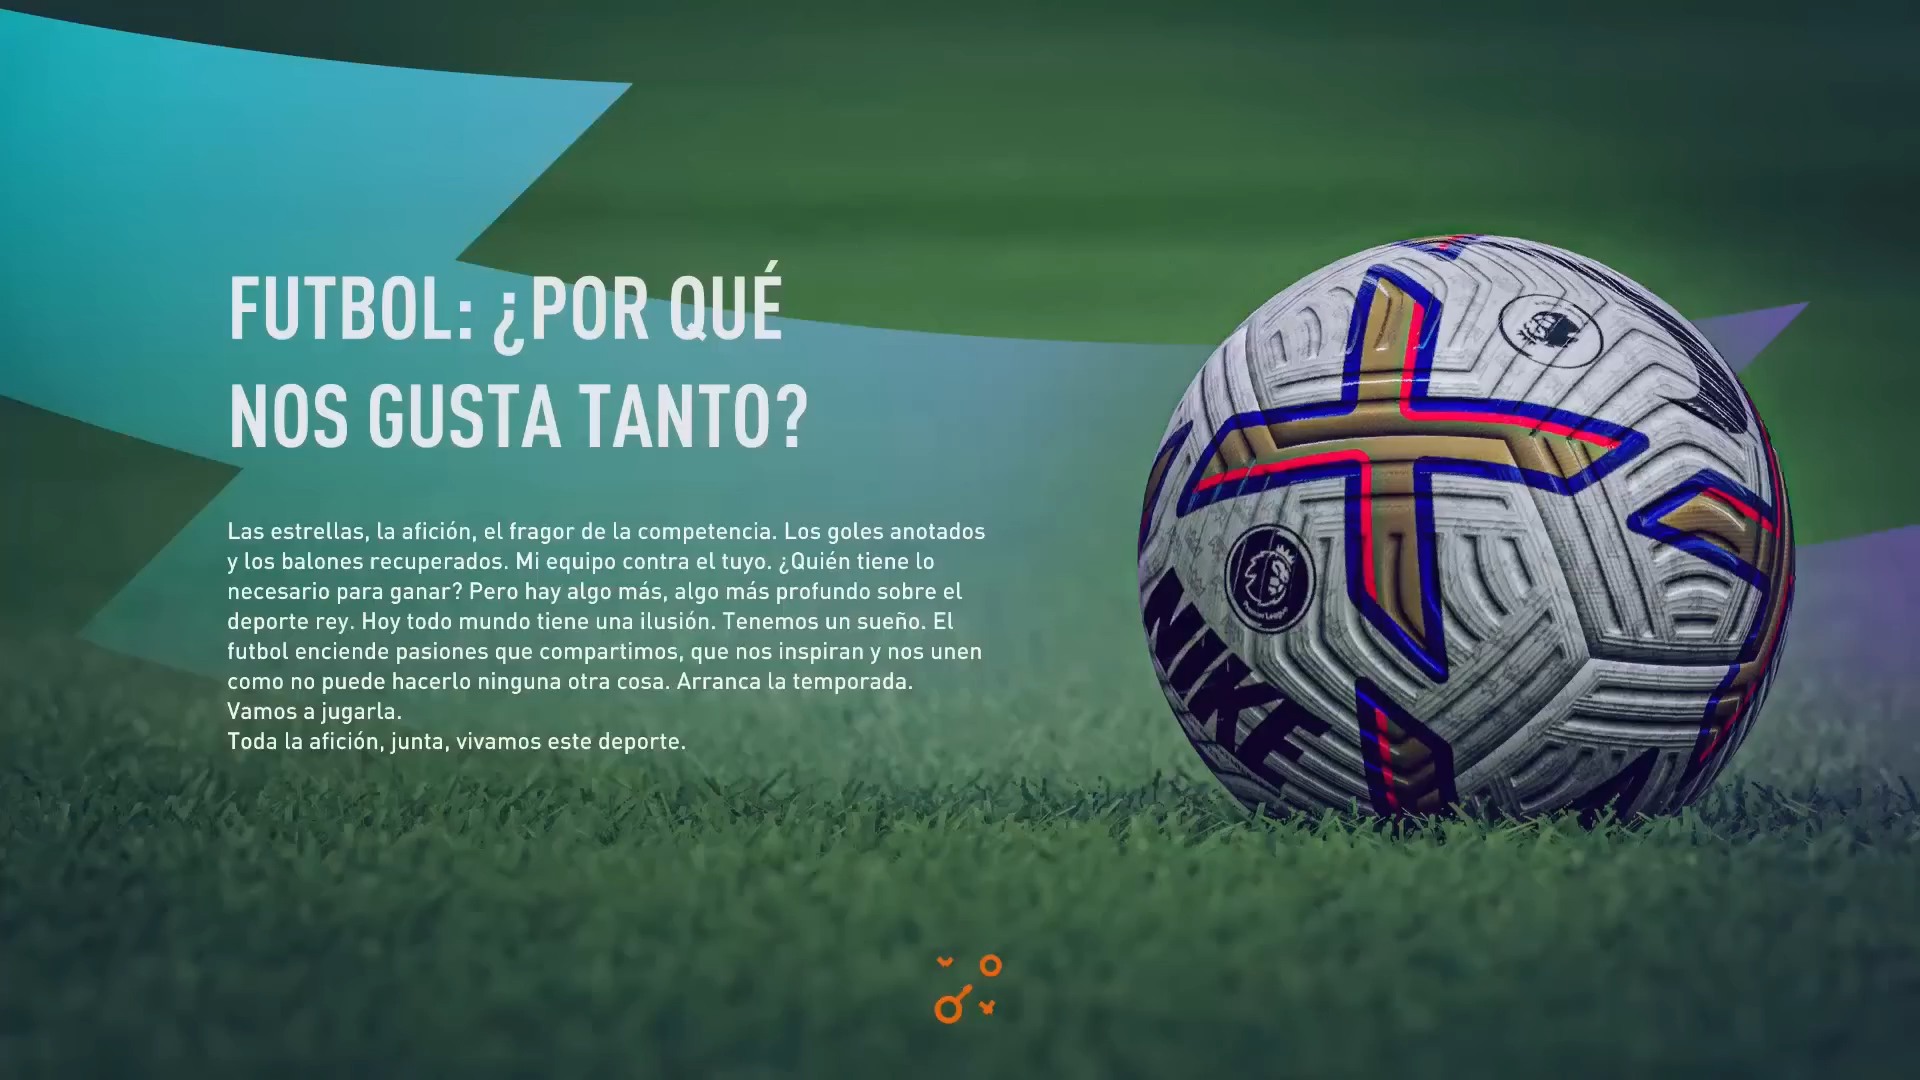 FUTBOL: ¿POR QUÉ
NOS GUSTA TANTO?
Las estrellas, la afición, el fragor de la competencia. Los goles anotados
y los balones recuperados. Mi equipo contra el tuyo. ¿Quién tiene lo
necesario para ganar? Pero hay algo más, algo más profundo sobre el
deporte rey. Hoy todo mundo tiene una ilusión. Tenemos un sueño. El
futbol enciende pasiones que compartimos, que nos inspiran y nos unen
como no puede hacerlo ninguna otra cosa. Arranca la temporada.
Vamos a jugarla.
Toda la afición, junta, vivamos este deporte.
Premier League
NIKE